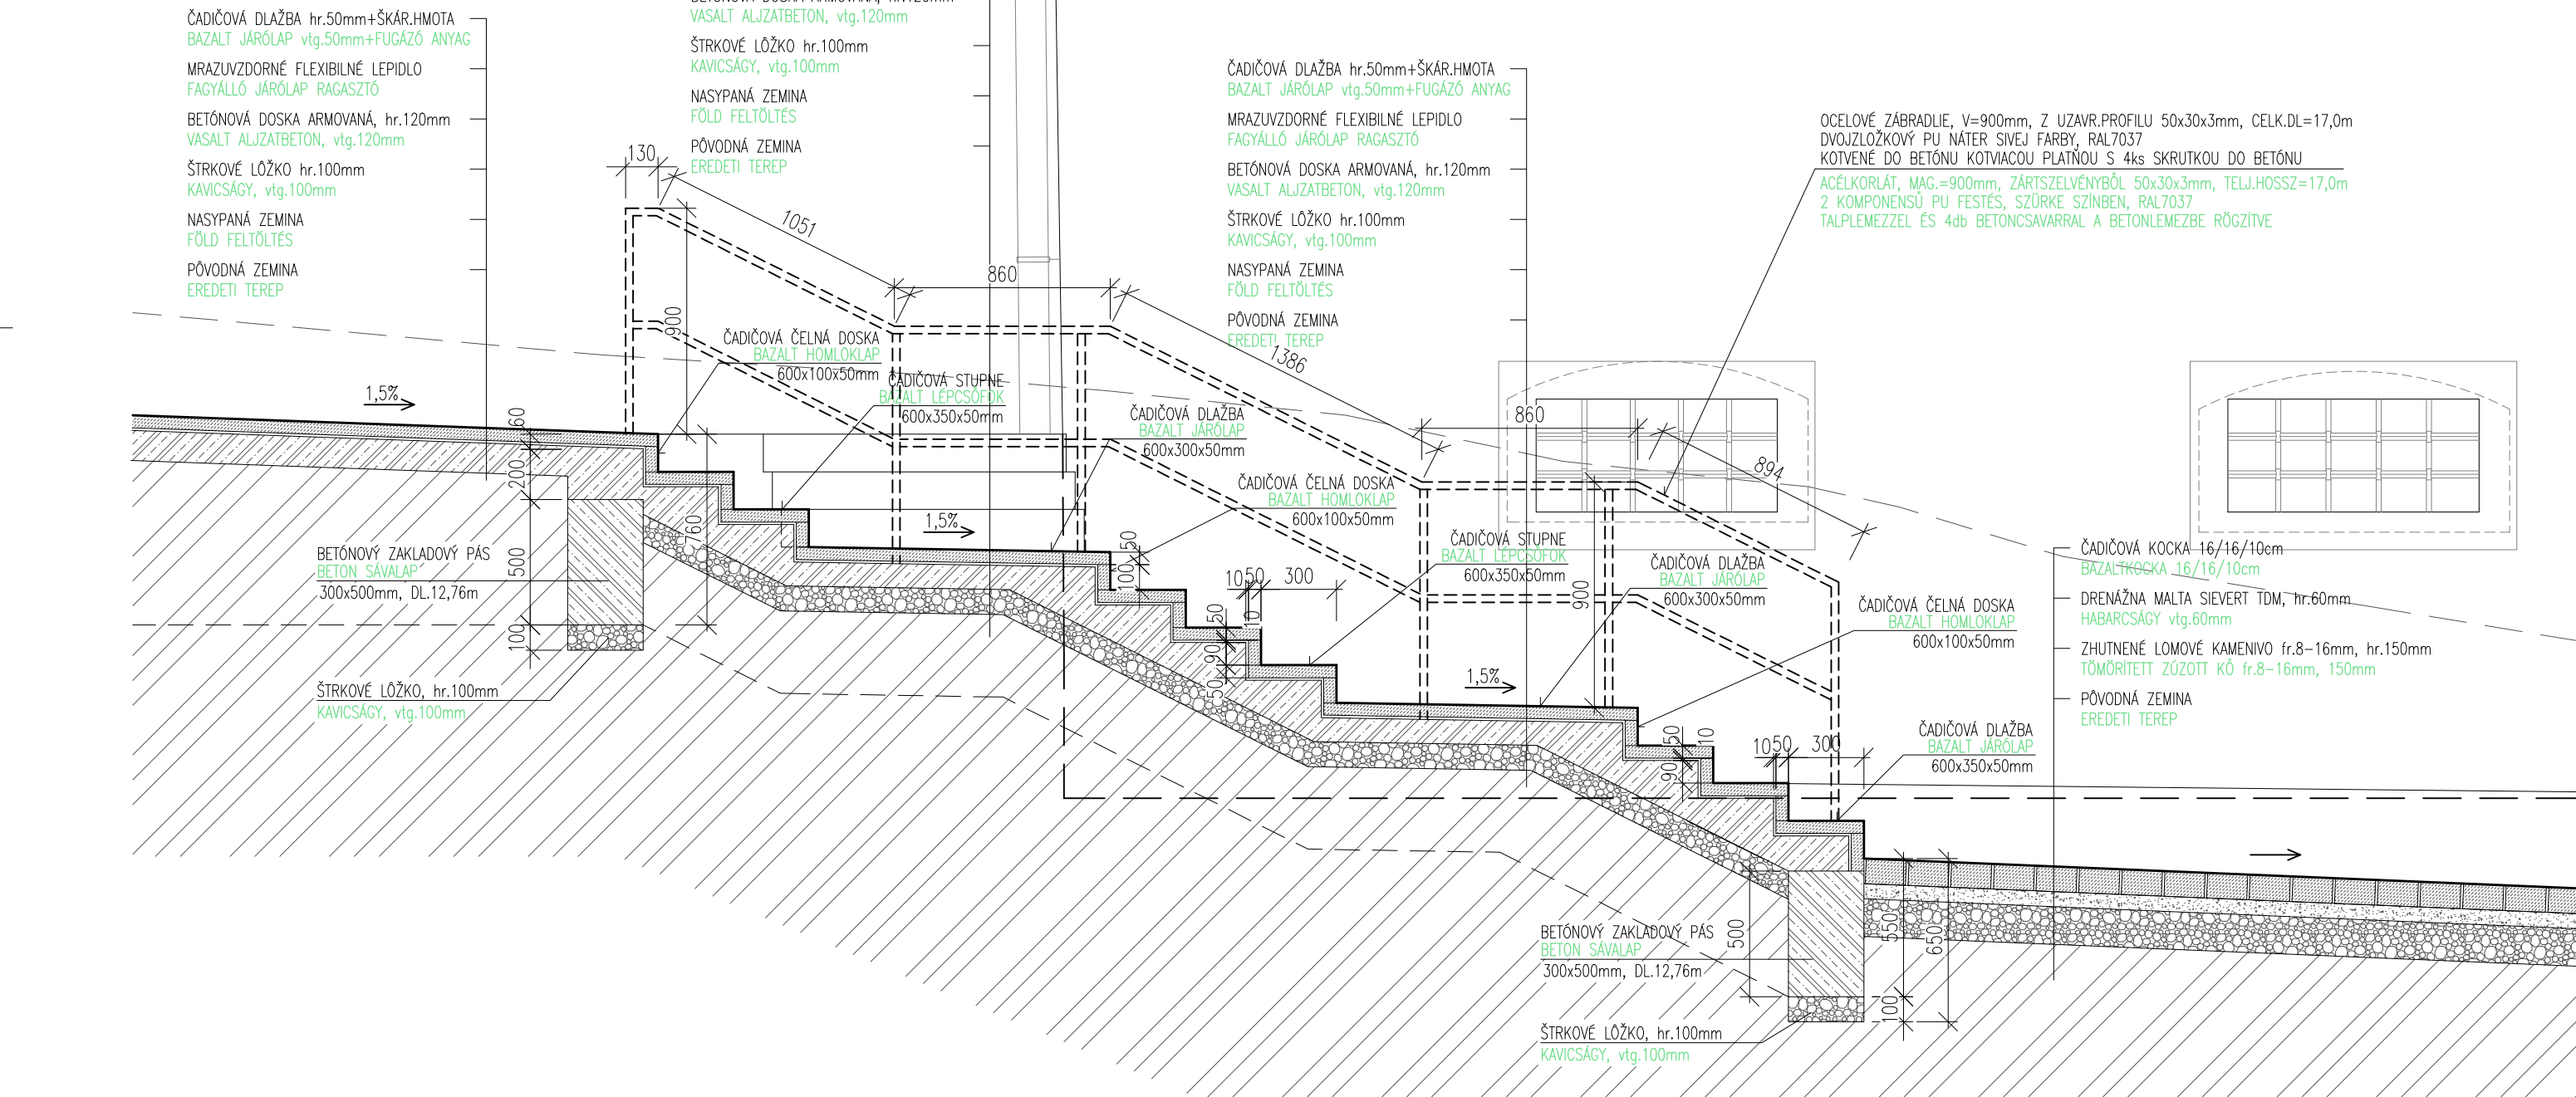 ČADIČOVÁ DLAŽBA hr.50mm+ŠKÁR.HMOTA
BAZALT JÁRÓLAP vtg.50mm+FUGÁZÓ ANYAG
MRAZUVZDORNÉ FLEXIBILNÉ LEPIDLO
FAGYÁLLÓ JÁRÓLAP RAGASZTÓ
BETÓNOVÁ DOSKA ARMOVANÁ, hr.120mm
VASALT ALJZATBETON, vtg.120mm
ŠTRKOVÉ LÔŽKO hr.100mm
KAVICSÁGY, vtg.100mm
NASYPANÁ ZEMINA
FÖLD FELTÖLTÉS
PÔVODNÁ ZEMINA
EREDETI TEREP
VASALT ALJZATBETON, vtg.120mm
ŠTRKOVÉ LÔŽKO hr.100mm
KAVICSÁGY, vtg.100mm
NASYPANÁ ZEMINA
FÖLD FELTÖLTÉS
PÔVODNÁ ZEMINA
EREDETI TEREP
ČADIČOVÁ DLAŽBA hr.50mm+ŠKÁR.HMOTA
BAZALT JÁRÓLAP vtg.50mm+FUGÁZÓ ANYAG
MRAZUVZDORNÉ FLEXIBILNÉ LEPIDLO
FAGYÁLLÓ JÁRÓLAP RAGASZTÓ
BETÓNOVÁ DOSKA ARMOVANÁ, hr.120mm
VASALT ALJZATBETON, vtg.120mm
ŠTRKOVÉ LÔŽKO hr.100mm
KAVICSÁGY, vtg.100mm
NASYPANÁ ZEMINA
FÖLD FELTÖLTÉS
PÔVODNÁ ZEMINA
EREDETI TEREP
OCELOVÉ ZÁBRADLIE, V=900mm, Z UZAVR.PROFILU 50x30x3mm, CELK.DL=17,0m
DVOJZLOŽKOVÝ PU NÁTER SIVEJ FARBY, RAL7037
KOTVENÉ DO BETÓNU KOTVIACOU PLATŇOU S 4ks SKRUTKOU DO BETÓNU
ACÉLKORLÁT, MAG.=900mm, ZÁRTSZELVÉNYBŐL 50x30x3mm, TELJ.HOSSZ=17,0m
2 KOMPONENSŰ PU FESTÉS, SZÜRKE SZÍNBEN, RAL7037
TALPLEMEZZEL ÉS 4db BETONCSAVARRAL A BETONLEMEZBE RÖGZÍTVE
130
1051
860
1386
860
894
900
ČADIČOVÁ ČELNÁ DOSKA
BAZALT HOMLOKLAP
600x100x50mm
ČADIČOVÁ STUPNE
BAZALT LÉPCSŐFOK
600x350x50mm
ČADIČOVÁ DLAŽBA
BAZALT JÁRÓLAP
600x300x50mm
ČADIČOVÁ ČELNÁ DOSKA
BAZALT HOMLOKLAP
600x100x50mm
ČADIČOVÁ STUPNE
BAZALT LÉPCSŐFOK
600x350x50mm
ČADIČOVÁ DLAŽBA
BAZALT JÁRÓLAP
600x300x50mm
ČADIČOVÁ ČELNÁ DOSKA
BAZALT HOMLOKLAP
600x100x50mm
ČADIČOVÁ DLAŽBA
BAZALT JÁRÓLAP
600x350x50mm
1,5%
1,5%
1,5%
60
200
500
100
760
50
100
10
50
300
50
10
90
50
900
50
10
90
10
50
300
BETÓNOVÝ ZAKLADOVÝ PÁS
BETON SÁVALAP
300x500mm, DL.12,76m
ŠTRKOVÉ LÔŽKO, hr.100mm
KAVICSÁGY, vtg.100mm
ČADIČOVÁ KOCKA 16/16/10cm
BAZALTKOCKA 16/16/10cm
DRENÁŽNA MALTA SIEVERT TDM, hr.60mm
HABARCSÁGY vtg.60mm
ZHUTNENÉ LOMOVÉ KAMENIVO fr.8-16mm, hr.150mm
TÖMÖRÍTETT ZÚZOTT KŐ fr.8-16mm, 150mm
PÔVODNÁ ZEMINA
EREDETI TEREP
BETÓNOVÝ ZAKLADOVÝ PÁS
BETON SÁVALAP
300x500mm, DL.12,76m
500
550
650
100
ŠTRKOVÉ LÔŽKO, hr.100mm
KAVICSÁGY, vtg.100mm